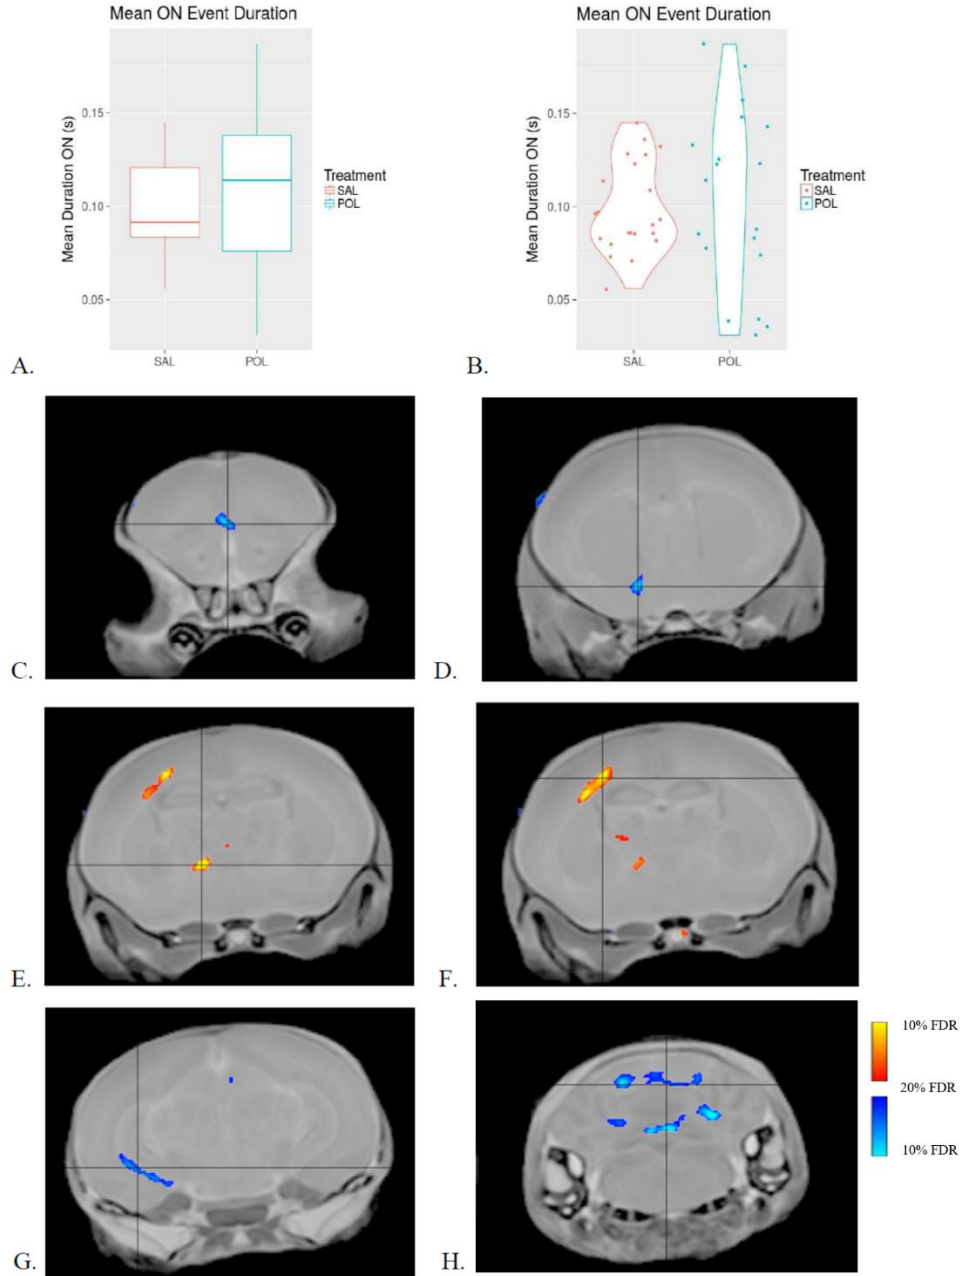 Mean ON Event Duration
Mean Duration ON (s)
0.15
0.10
0.05
SAL
POL
Treatment
SAL
POL
A.
Mean ON Event Duration
Mean Duration ON (s)
0.15
0.10
0.05
SAL
POL
Treatment
SAL
POL
B.
C.
D.
E.
F.
G.
H.
10% FDR
20% FDR
10% FDR